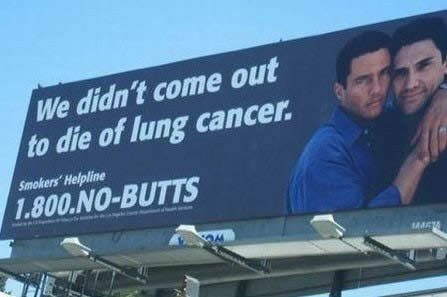 We didn't come out
to die of lung cancer.
Smokers' Helpline
1.800.NO-BUTTS